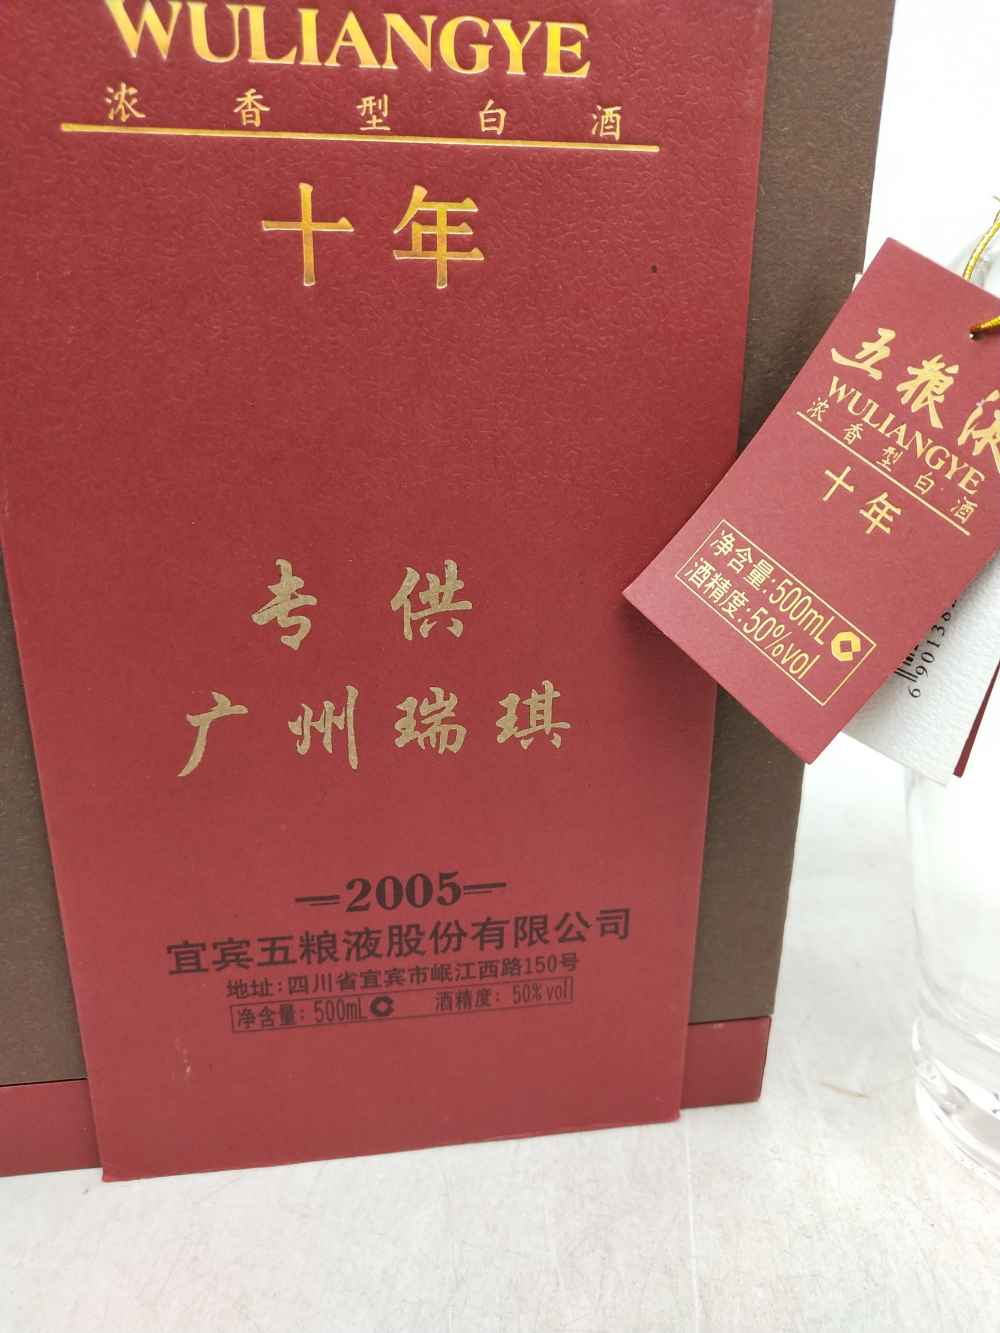 WULIANGYE
浓香型白酒
十年
专供
广州瑞琪
—2005—
宜宾五粮液股份有限公司
地址:四川省宜宾市岷江西路150号
净含量:500mL 酒精度:50%vol
五粮液
WULIANGYE
浓香型白酒
十年
净含量:500mL
酒精度:50%vol